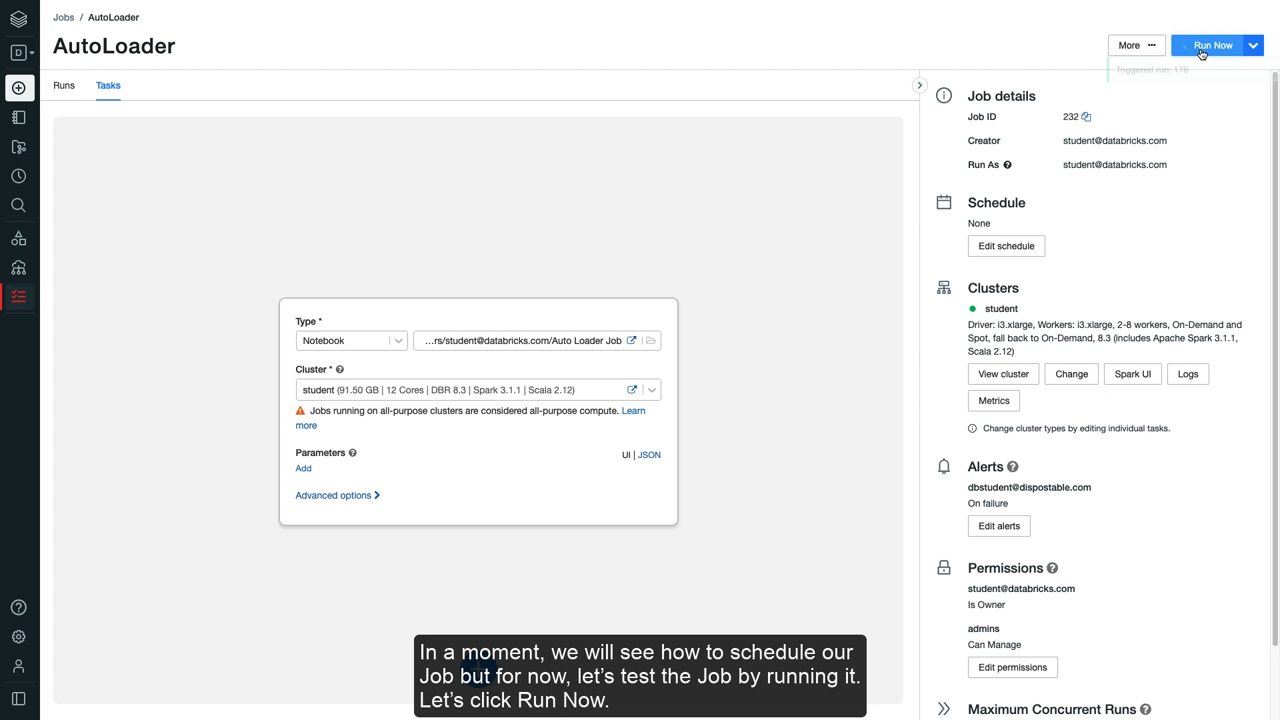 Jobs / AutoLoader
D
AutoLoader
More ···
Run Now
Triggered run: 176
Runs
Tasks
Job details
Job ID 232
Creator student@databricks.com
Run As student@databricks.com
Schedule
None
Edit schedule
Clusters
student
Driver: i3.xlarge, Workers: i3.xlarge, 2-8 workers, On-Demand and
Spot, fall back to On-Demand, 8.3 (includes Apache Spark 3.1.1,
Scala 2.12)
View cluster Change Spark UI Logs
Metrics
Change cluster types by editing individual tasks.
Alerts
dbstudent@dispostable.com
On failure
Edit alerts
Permissions
student@databricks.com
Is Owner
admins
Can Manage
Edit permissions
Maximum Concurrent Runs
Type *
Notebook ...rs/student@databricks.com/Auto Loader Job
Cluster *
student (91.50 GB | 12 Cores | DBR 8.3 | Spark 3.1.1 | Scala 2.12)
Jobs running on all-purpose clusters are considered all-purpose compute. Learn
more
Parameters UI | JSON
Add
Advanced options
In a moment, we will see how to schedule our
Job but for now, let's test the Job by running it.
Let's click Run Now.